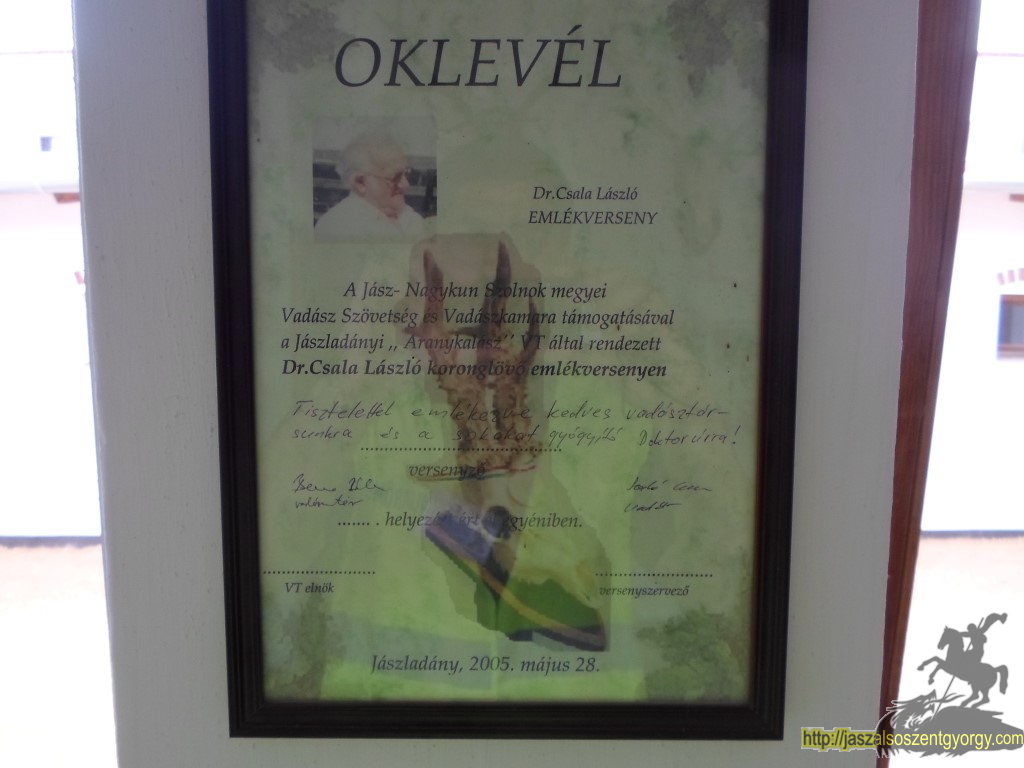 OKLEVÉL
Dr.Csala László
EMLÉKVERSENY
A Jász- Nagykun Szolnok megyei
Vadász Szövetség és Vadászkamara támogatásával
a Jászladányi ,, Aranykalász'' VT által rendezett
Dr.Csala László koronglövő emlékversenyen
Tisztelettel emlékezve kedves vadásztár-
sunkra és a sokakat gyógyító Doktorúrra!
versenyző
....... . helyezést ért el egyéniben.
VT elnök
versenyszervező
Jászladány, 2005. május 28.
http://jaszalsoszentgyorgy.com